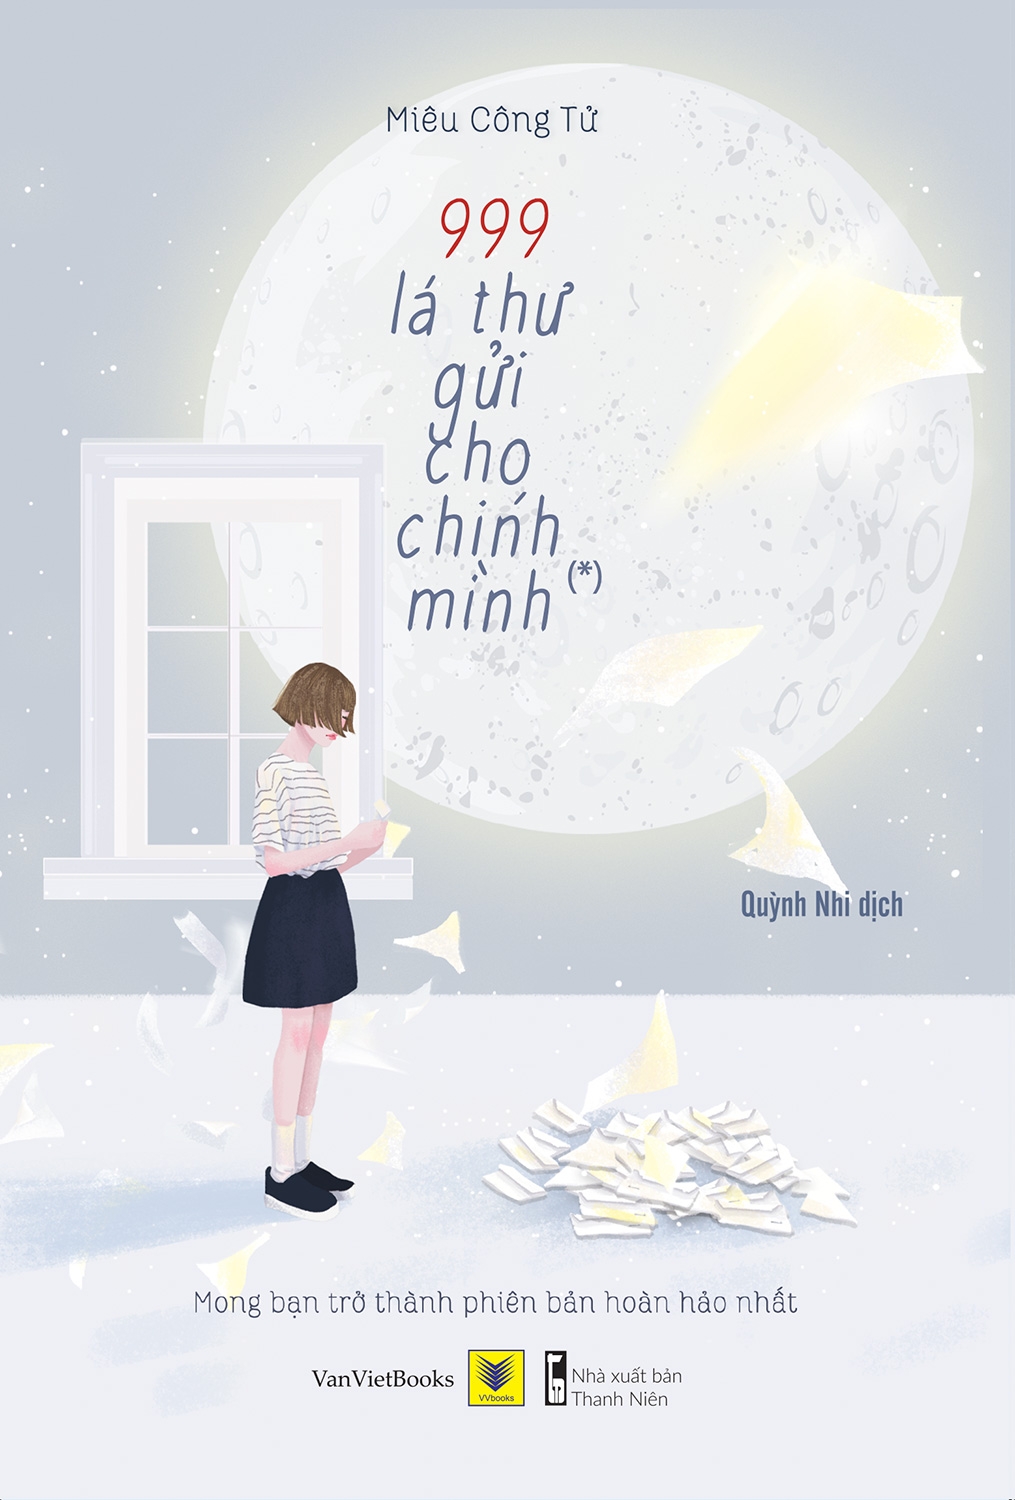 Miêu Công Tử
999
lá thư
gửi
cho
chính
mình (*)
Quỳnh Nhi dịch
Mong bạn trở thành phiên bản hoàn hảo nhất
VanVietBooks
VVbooks
Nhà xuất bản
Thanh Niên